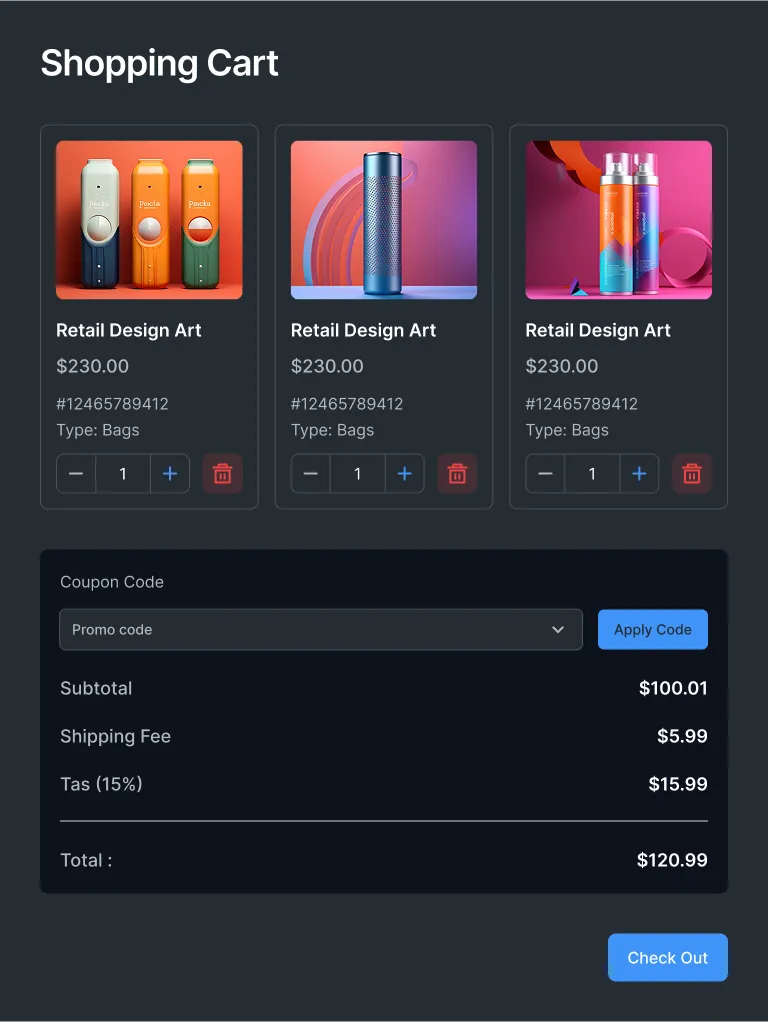 Shopping Cart
Retail Design Art
$230.00
#12465789412
Type: Bags
1
Retail Design Art
$230.00
#12465789412
Type: Bags
1
Retail Design Art
$230.00
#12465789412
Type: Bags
1
Coupon Code
Promo code
Apply Code
Subtotal $100.01
Shipping Fee $5.99
Tas (15%) $15.99
Total : $120.99
Check Out